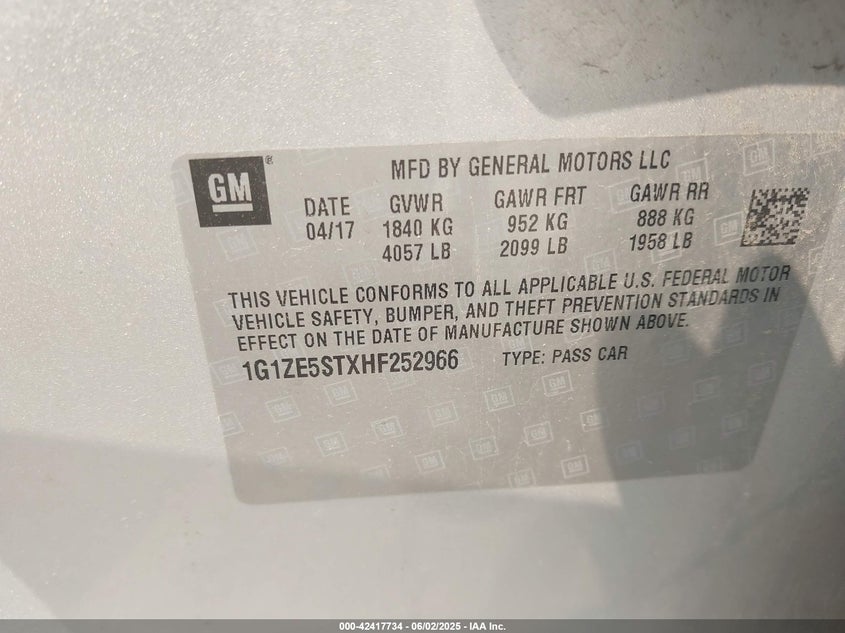 GM
®
MFD BY GENERAL MOTORS LLC
DATE GVWR GAWR FRT GAWR RR
04/17 1840 KG 952 KG 888 KG
4057 LB 2099 LB 1958 LB
THIS VEHICLE CONFORMS TO ALL APPLICABLE U.S. FEDERAL MOTOR
VEHICLE SAFETY, BUMPER, AND THEFT PREVENTION STANDARDS IN
EFFECT ON THE DATE OF MANUFACTURE SHOWN ABOVE.
1G1ZE5STXHF252966 TYPE: PASS CAR
000-42417734 - 06/02/2025 - IAA Inc.